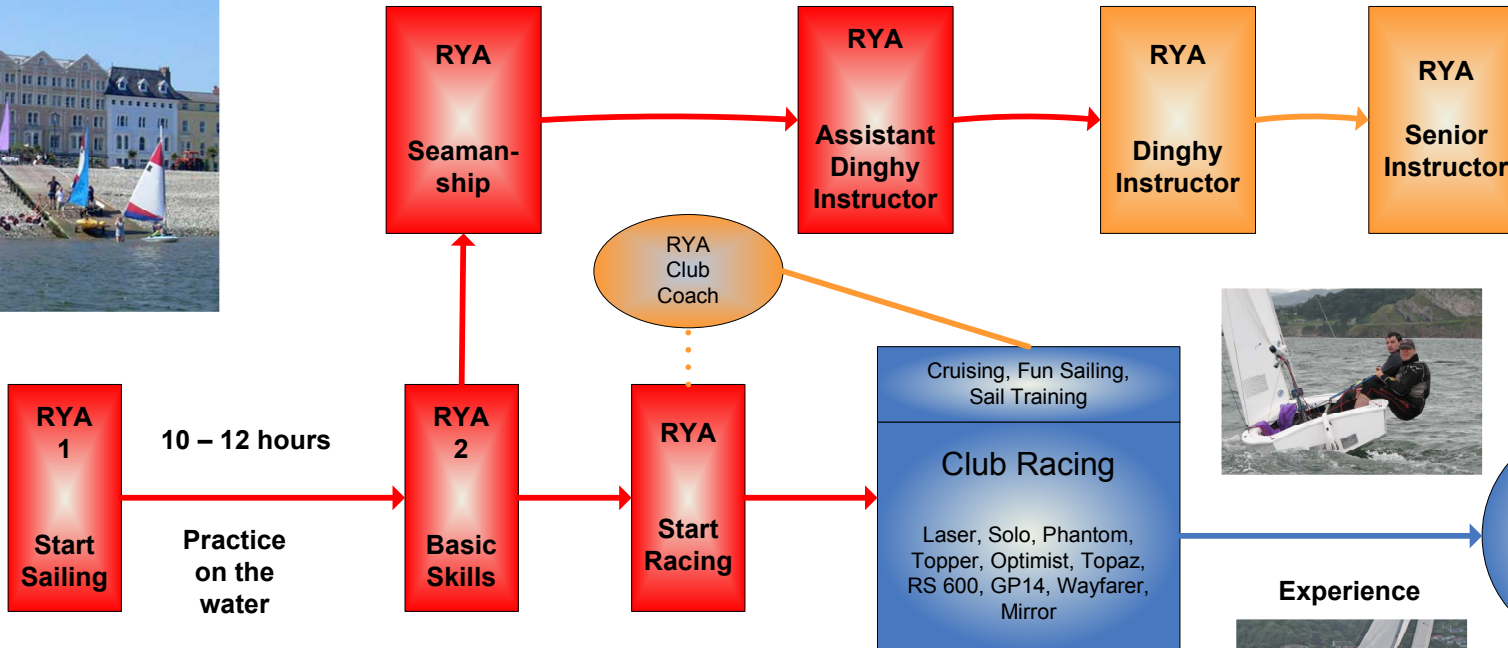 RYA
Seaman-
ship
RYA
Assistant
Dinghy
Instructor
RYA
Dinghy
Instructor
RYA
Senior
Instructor
RYA
Club
Coach
RYA
1
Start
Sailing
10 – 12 hours
Practice
on the
water
RYA
2
Basic
Skills
RYA
Start
Racing
Cruising, Fun Sailing,
Sail Training
Club Racing
Laser, Solo, Phantom,
Topper, Optimist, Topaz,
RS 600, GP14, Wayfarer,
Mirror
Experience